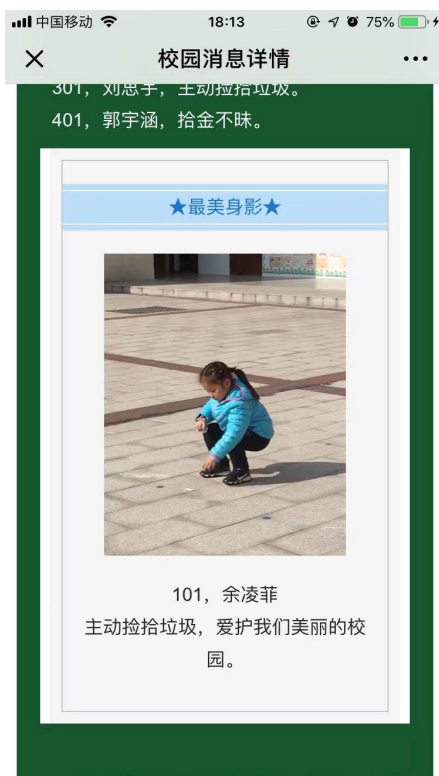 中国移动 18:13 75%
校园消息详情
301，刘思宇，主动捡拾垃圾。
401，郭宇涵，拾金不昧。
★最美身影★
101，余凌菲
主动捡拾垃圾，爱护我们美丽的校
园。